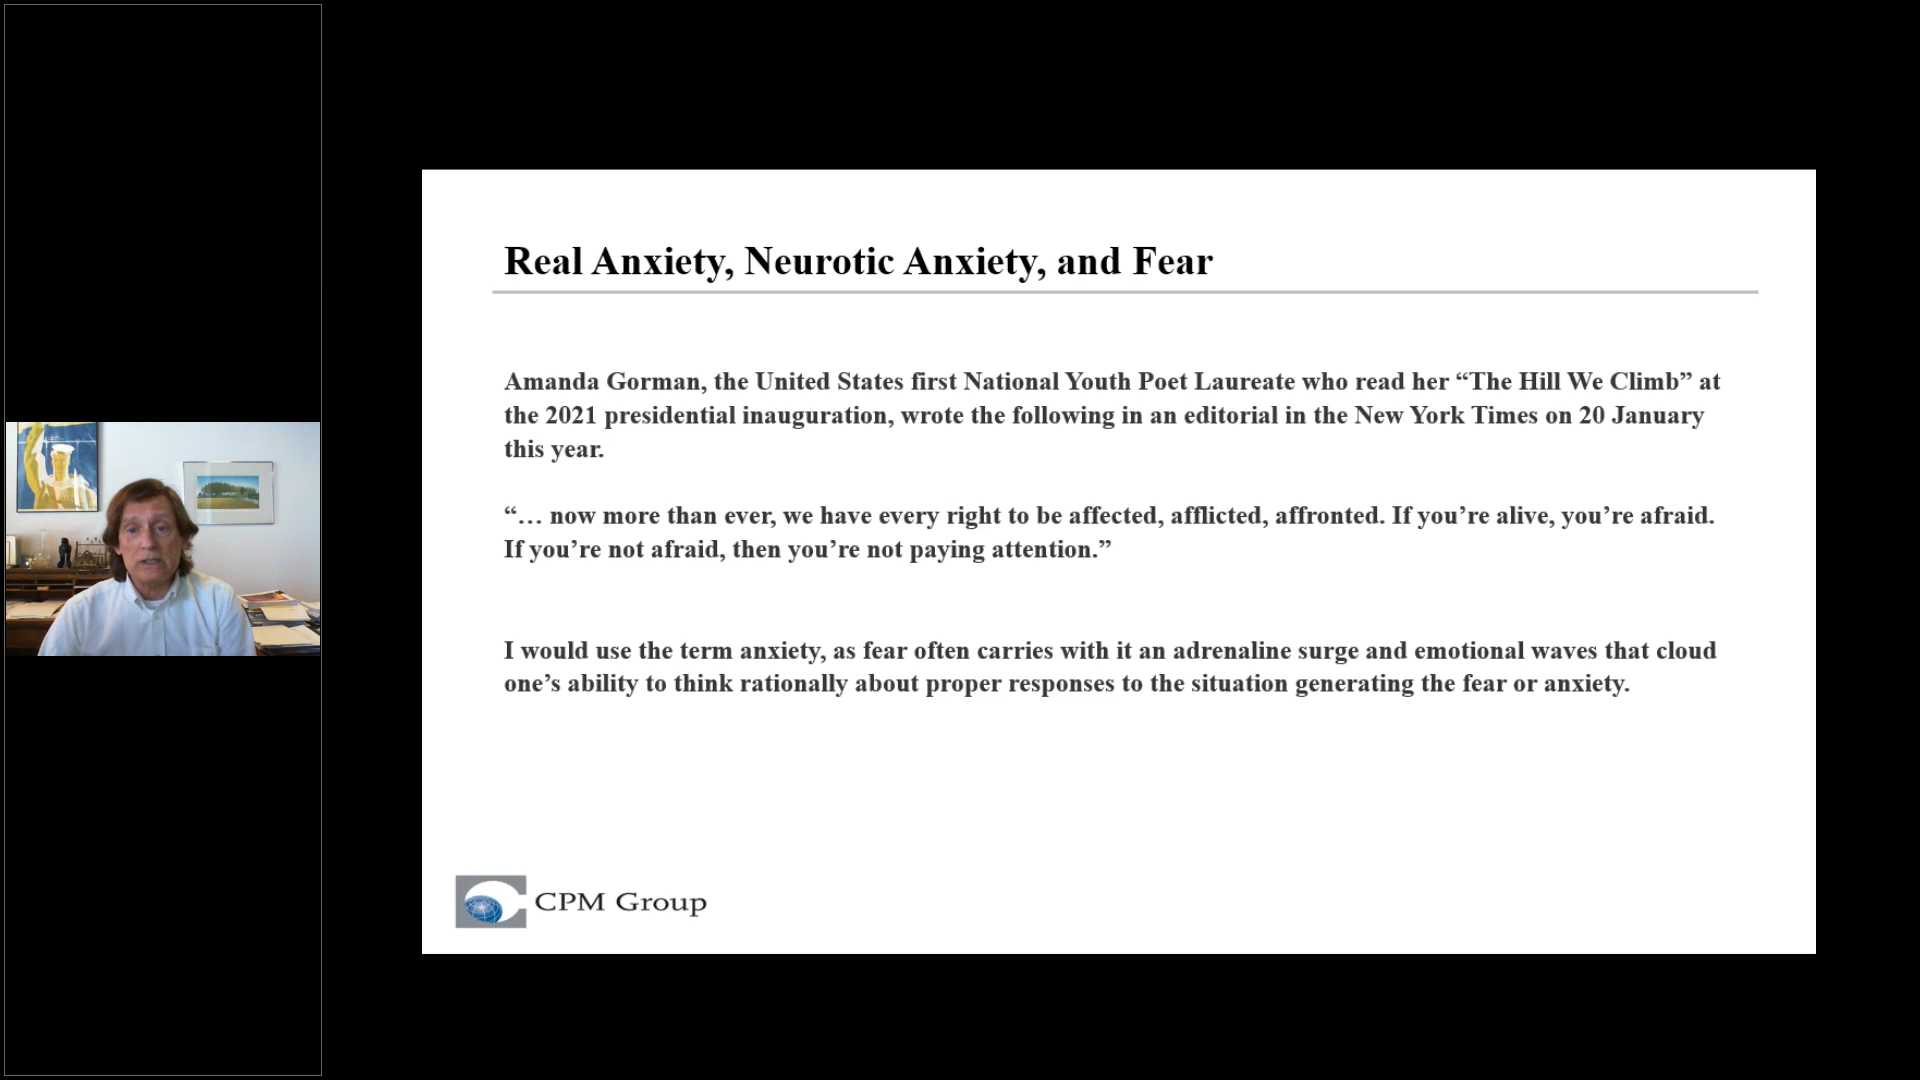 Real Anxiety, Neurotic Anxiety, and Fear
Amanda Gorman, the United States first National Youth Poet Laureate who read her “The Hill We Climb” at
the 2021 presidential inauguration, wrote the following in an editorial in the New York Times on 20 January
this year.
“… now more than ever, we have every right to be affected, afflicted, affronted. If you’re alive, you’re afraid.
If you’re not afraid, then you’re not paying attention.”
I would use the term anxiety, as fear often carries with it an adrenaline surge and emotional waves that cloud
one’s ability to think rationally about proper responses to the situation generating the fear or anxiety.
CPM Group